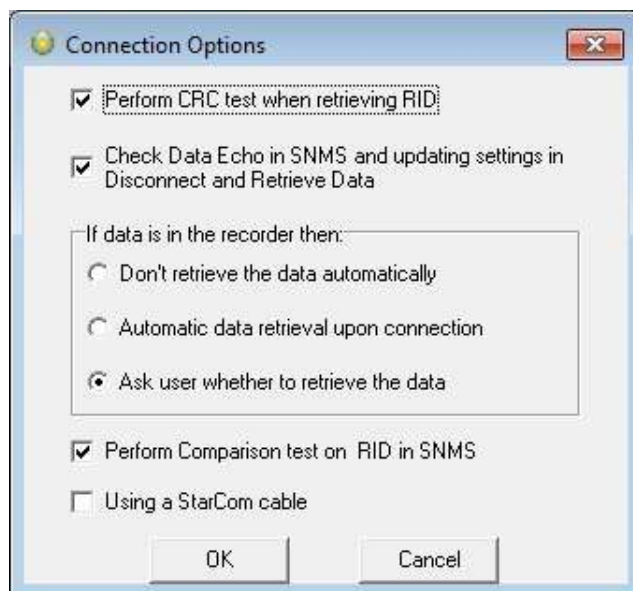 Connection Options
Perform CRC test when retrieving RID
Check Data Echo in SNMS and updating settings in
Disconnect and Retrieve Data
If data is in the recorder then:
Don't retrieve the data automatically
Automatic data retrieval upon connection
Ask user whether to retrieve the data
Perform Comparison test on RID in SNMS
Using a StarCom cable
OK Cancel